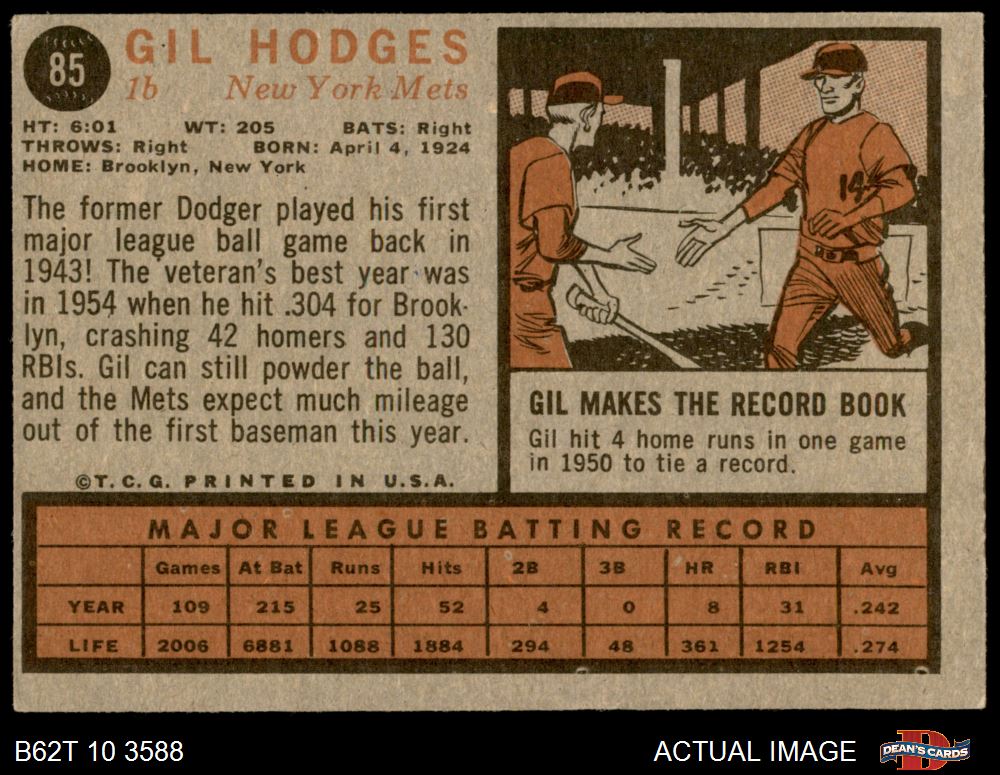 85
GIL HODGES
1b New York Mets
HT: 6:01 WT: 205 BATS: Right
THROWS: Right BORN: April 4, 1924
HOME: Brooklyn, New York
The former Dodger played his first
major league ball game back in
1943! The veteran's best year was
in 1954 when he hit .304 for Brook-
lyn, crashing 42 homers and 130
RBIs. Gil can still powder the ball,
and the Mets expect much mileage
out of the first baseman this year.
©T.C.G. PRINTED IN U.S.A.
14
GIL MAKES THE RECORD BOOK
Gil hit 4 home runs in one game
in 1950 to tie a record.
MAJOR LEAGUE BATTING RECORD
Games At Bat Runs Hits 2B 3B HR RBI Avg
YEAR 109 215 25 52 4 0 8 31 .242
LIFE 2006 6881 1088 1884 294 48 361 1254 .274
B62T 10 3588 ACTUAL IMAGE D DEAN'S CARDS